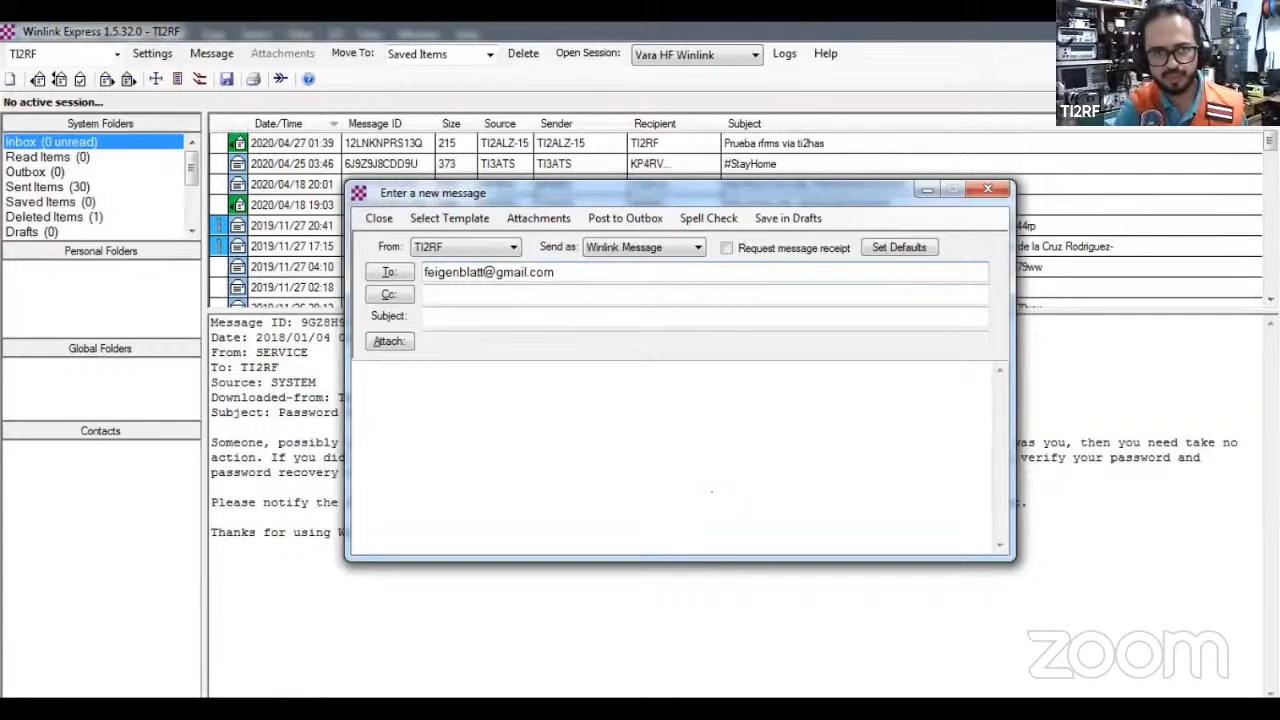 Winlink Express 1.5.32.0 - TI2RF
TI2RF Settings Message Attachments Move To: Saved Items Delete Open Session: Vara HF Winlink Logs Help
No active session...
System Folders
Inbox (0 unread)
Read Items (0)
Outbox (0)
Sent Items (30)
Saved Items (0)
Deleted Items (1)
Drafts (0)
Personal Folders
Global Folders
Contacts
Date/Time Message ID Size Source Sender Recipient Subject
2020/04/27 01:39 12LNKNPRS13Q 215 TI2ALZ-15 TI2ALZ-15 TI2RF Prueba rfms via ti2has
2020/04/25 03:46 6J9Z9J8CDD9U 373 TI3ATS TI3ATS KP4RV... #StayHome
2020/04/18 20:01
2020/04/18 19:03
2019/11/27 20:41 44rp
2019/11/27 17:15 de la Cruz Rodriguez-
2019/11/27 04:10 79ww
2019/11/27 02:18
Message ID: 9GZ8H9
Date: 2018/01/04
From: SERVICE
To: TI2RF
Source: SYSTEM
Downloaded-from:
Subject: Password
Someone, possibly was you, then you need take no
action. If you did verify your password and
password recovery
Please notify the
Thanks for using
Enter a new message
Close Select Template Attachments Post to Outbox Spell Check Save in Drafts
From: TI2RF Send as: Winlink Message Request message receipt Set Defaults
To: feigenblatt@gmail.com
Cc:
Subject:
Attach:
TI2RF
zoom